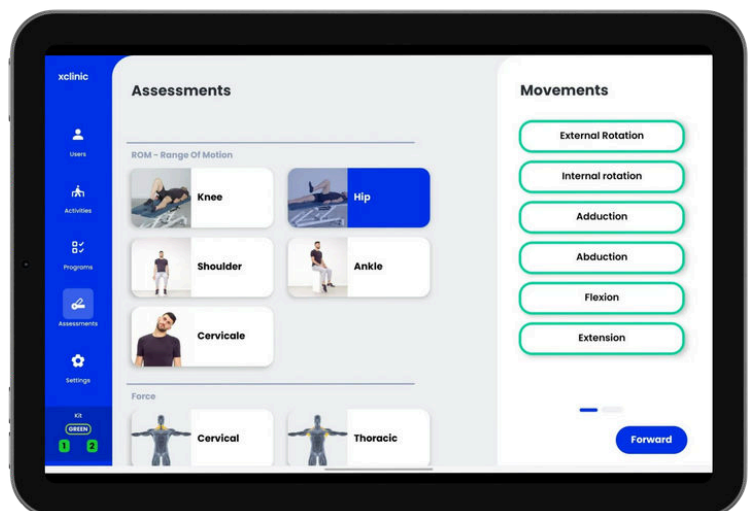 xclinic
Users
Activities
Programs
Assessments
Settings
Kit
GREEN
1 2
Assessments
ROM - Range Of Motion
Knee
Hip
Shoulder
Ankle
Cervicale
Force
Cervical
Thoracic
Movements
External Rotation
Internal rotation
Adduction
Abduction
Flexion
Extension
Forward